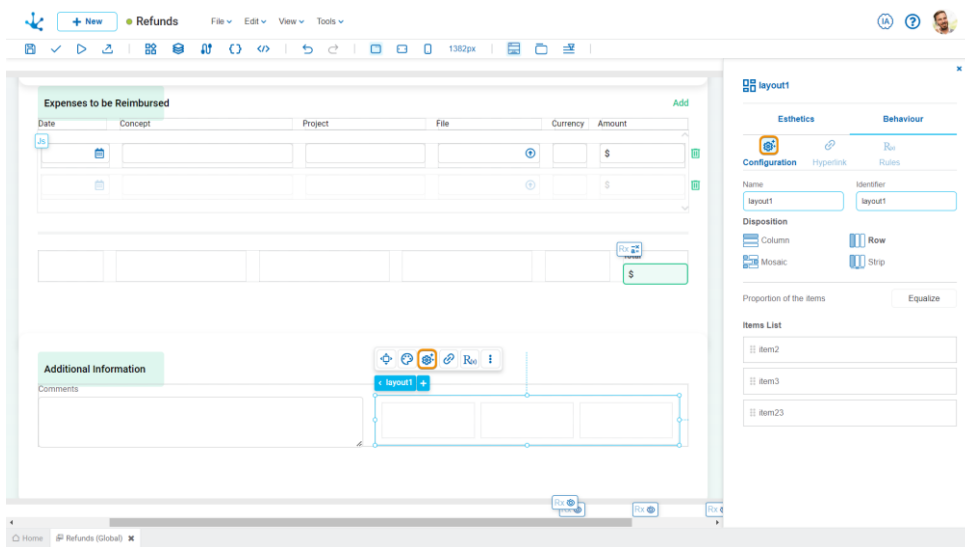 + New
Refunds
File
Edit
View
Tools
IA
?
1382px
Expenses to be Reimbursed
Add
Date
Concept
Project
File
Currency
Amount
Js
$
$
Rx
Total
$
Additional Information
Comments
R(x)
< layout1 +
Rx
Rx
Rx
Home
Refunds (Global)
layout1
Esthetics
Behaviour
Configuration
Hyperlink
Rules
Name
Identifier
layout1
layout1
Disposition
Column
Row
Mosaic
Strip
Proportion of the items
Equalize
Items List
item2
item3
item23